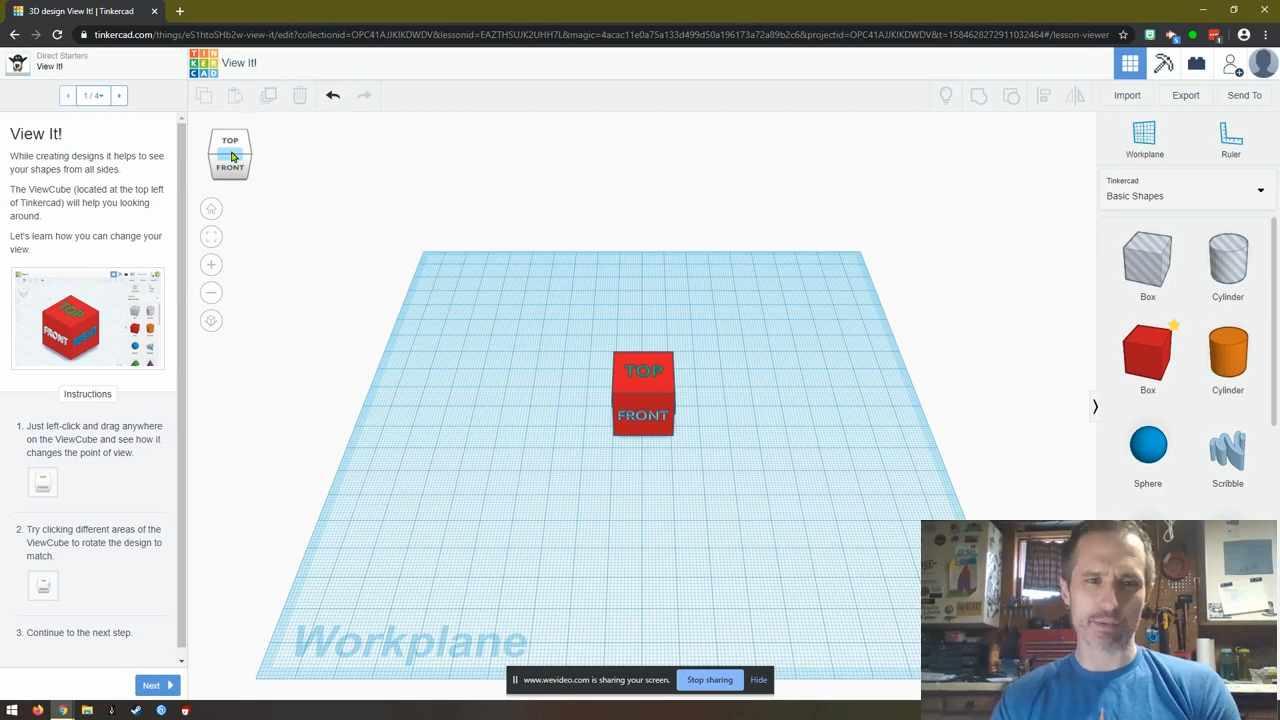 3D design View It! | Tinkercad
tinkercad.com/things/eS1htoSHb2w-view-it/edit?collectionid=OPC41AJJKIKDWDV&lessonid=EAZTHSUJK2UHH7L&magic=4acac11e0a75a133d499d50a196173a72a89b2c6&projectid=OPC41AJJKIKDWDV&t=1584628272911032464#/lesson-viewer
Direct Starters
View It!
TIN
KER
CAD
View It!
1 / 4
Import
Export
Send To
View It!
While creating designs it helps to see
your shapes from all sides.
The ViewCube (located at the top left
of Tinkercad) will help you looking
around.
Let's learn how you can change your
view.
TOP
FRONT
RIGHT
Instructions
1. Just left-click and drag anywhere
on the ViewCube and see how it
changes the point of view.
2. Try clicking different areas of the
ViewCube to rotate the design to
match.
3. Continue to the next step.
Next
TOP
FRONT
TOP
FRONT
Workplane
Workplane
Ruler
Tinkercad
Basic Shapes
Box
Cylinder
Box
Cylinder
Sphere
Scribble
www.wevideo.com is sharing your screen.
Stop sharing
Hide